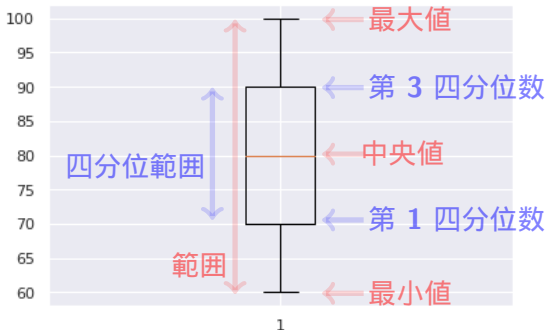 100
最大値
95
90
第 3 四分位数
85
80
中央値
四分位範囲
75
70
第 1 四分位数
65
範囲
60
最小値
1